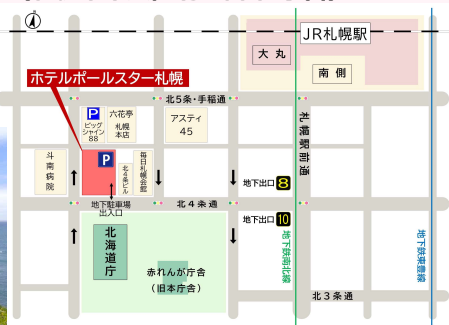 JR札幌駅
大丸
南側
ホテルポールスター札幌
北5条・手稲通
P
ビッグ
シャイン
88
六花亭
札幌
本店
アスティ
45
札幌駅前通
斗南病院
P
北4条ビル
毎日札幌会館
地下出口 8
地下駐車場
出入口
北4条通
地下出口 10
北海道庁
赤れんが庁舎
(旧本庁舎)
地下鉄南北線
地下鉄東豊線
北3条通